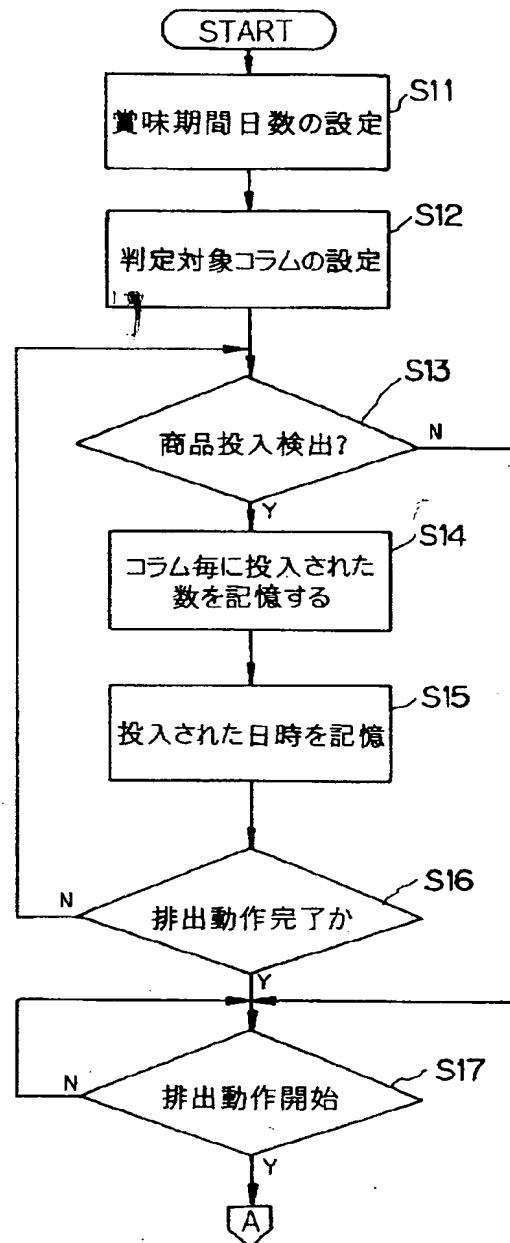 START
S11
賞味期間日数の設定
S12
判定対象コラムの設定
S13
商品投入検出?
N
Y
S14
コラム毎に投入された
数を記憶する
S15
投入された日時を記憶
S16
排出動作完了か
N
Y
S17
排出動作開始
N
Y
A